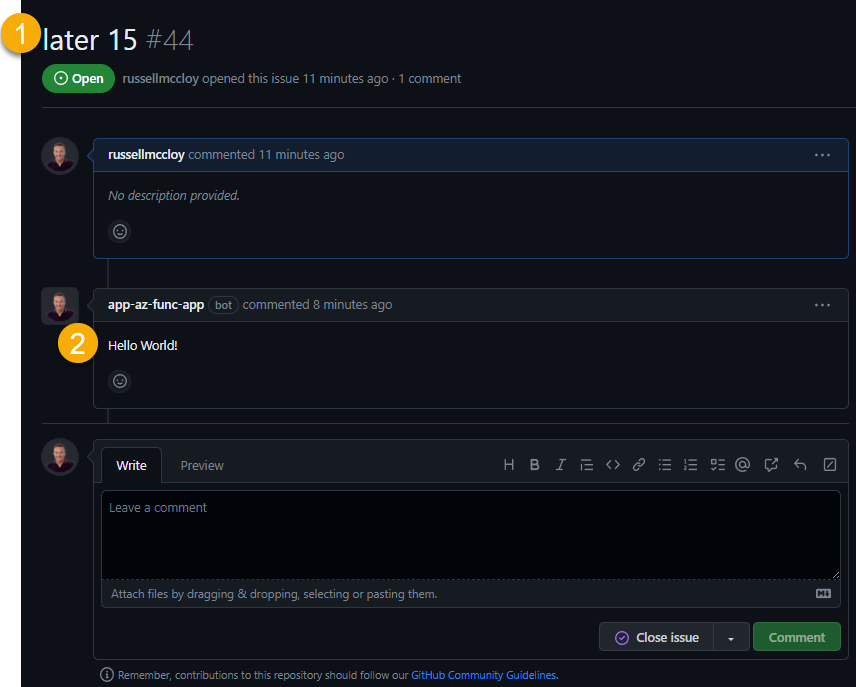 1
later 15 #44
Open russellmccloy opened this issue 11 minutes ago · 1 comment
russellmccloy commented 11 minutes ago
No description provided.
app-az-func-app bot commented 8 minutes ago
2
Hello World!
Write Preview
Leave a comment
Attach files by dragging & dropping, selecting or pasting them.
Close issue Comment
Remember, contributions to this repository should follow our GitHub Community Guidelines.